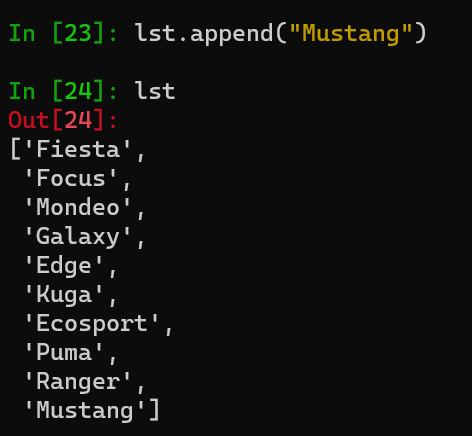 In [23]: lst.append("Mustang")
In [24]: lst
Out[24]:
['Fiesta',
'Focus',
'Mondeo',
'Galaxy',
'Edge',
'Kuga',
'Ecosport',
'Puma',
'Ranger',
'Mustang']